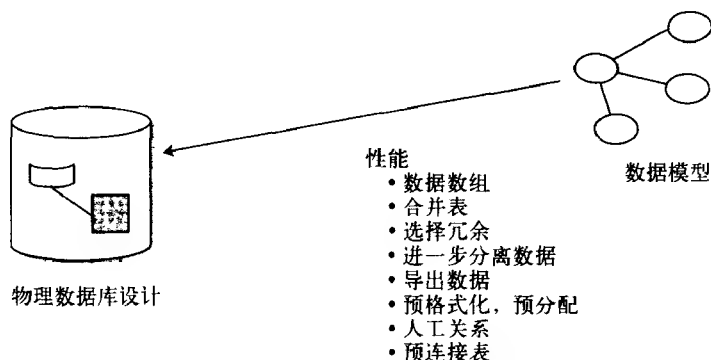 性能
• 数据数组
• 合并表
• 选择冗余
• 进一步分离数据
• 导出数据
• 预格式化，预分配
• 人工关系
• 预连接表
数据模型
物理数据库设计